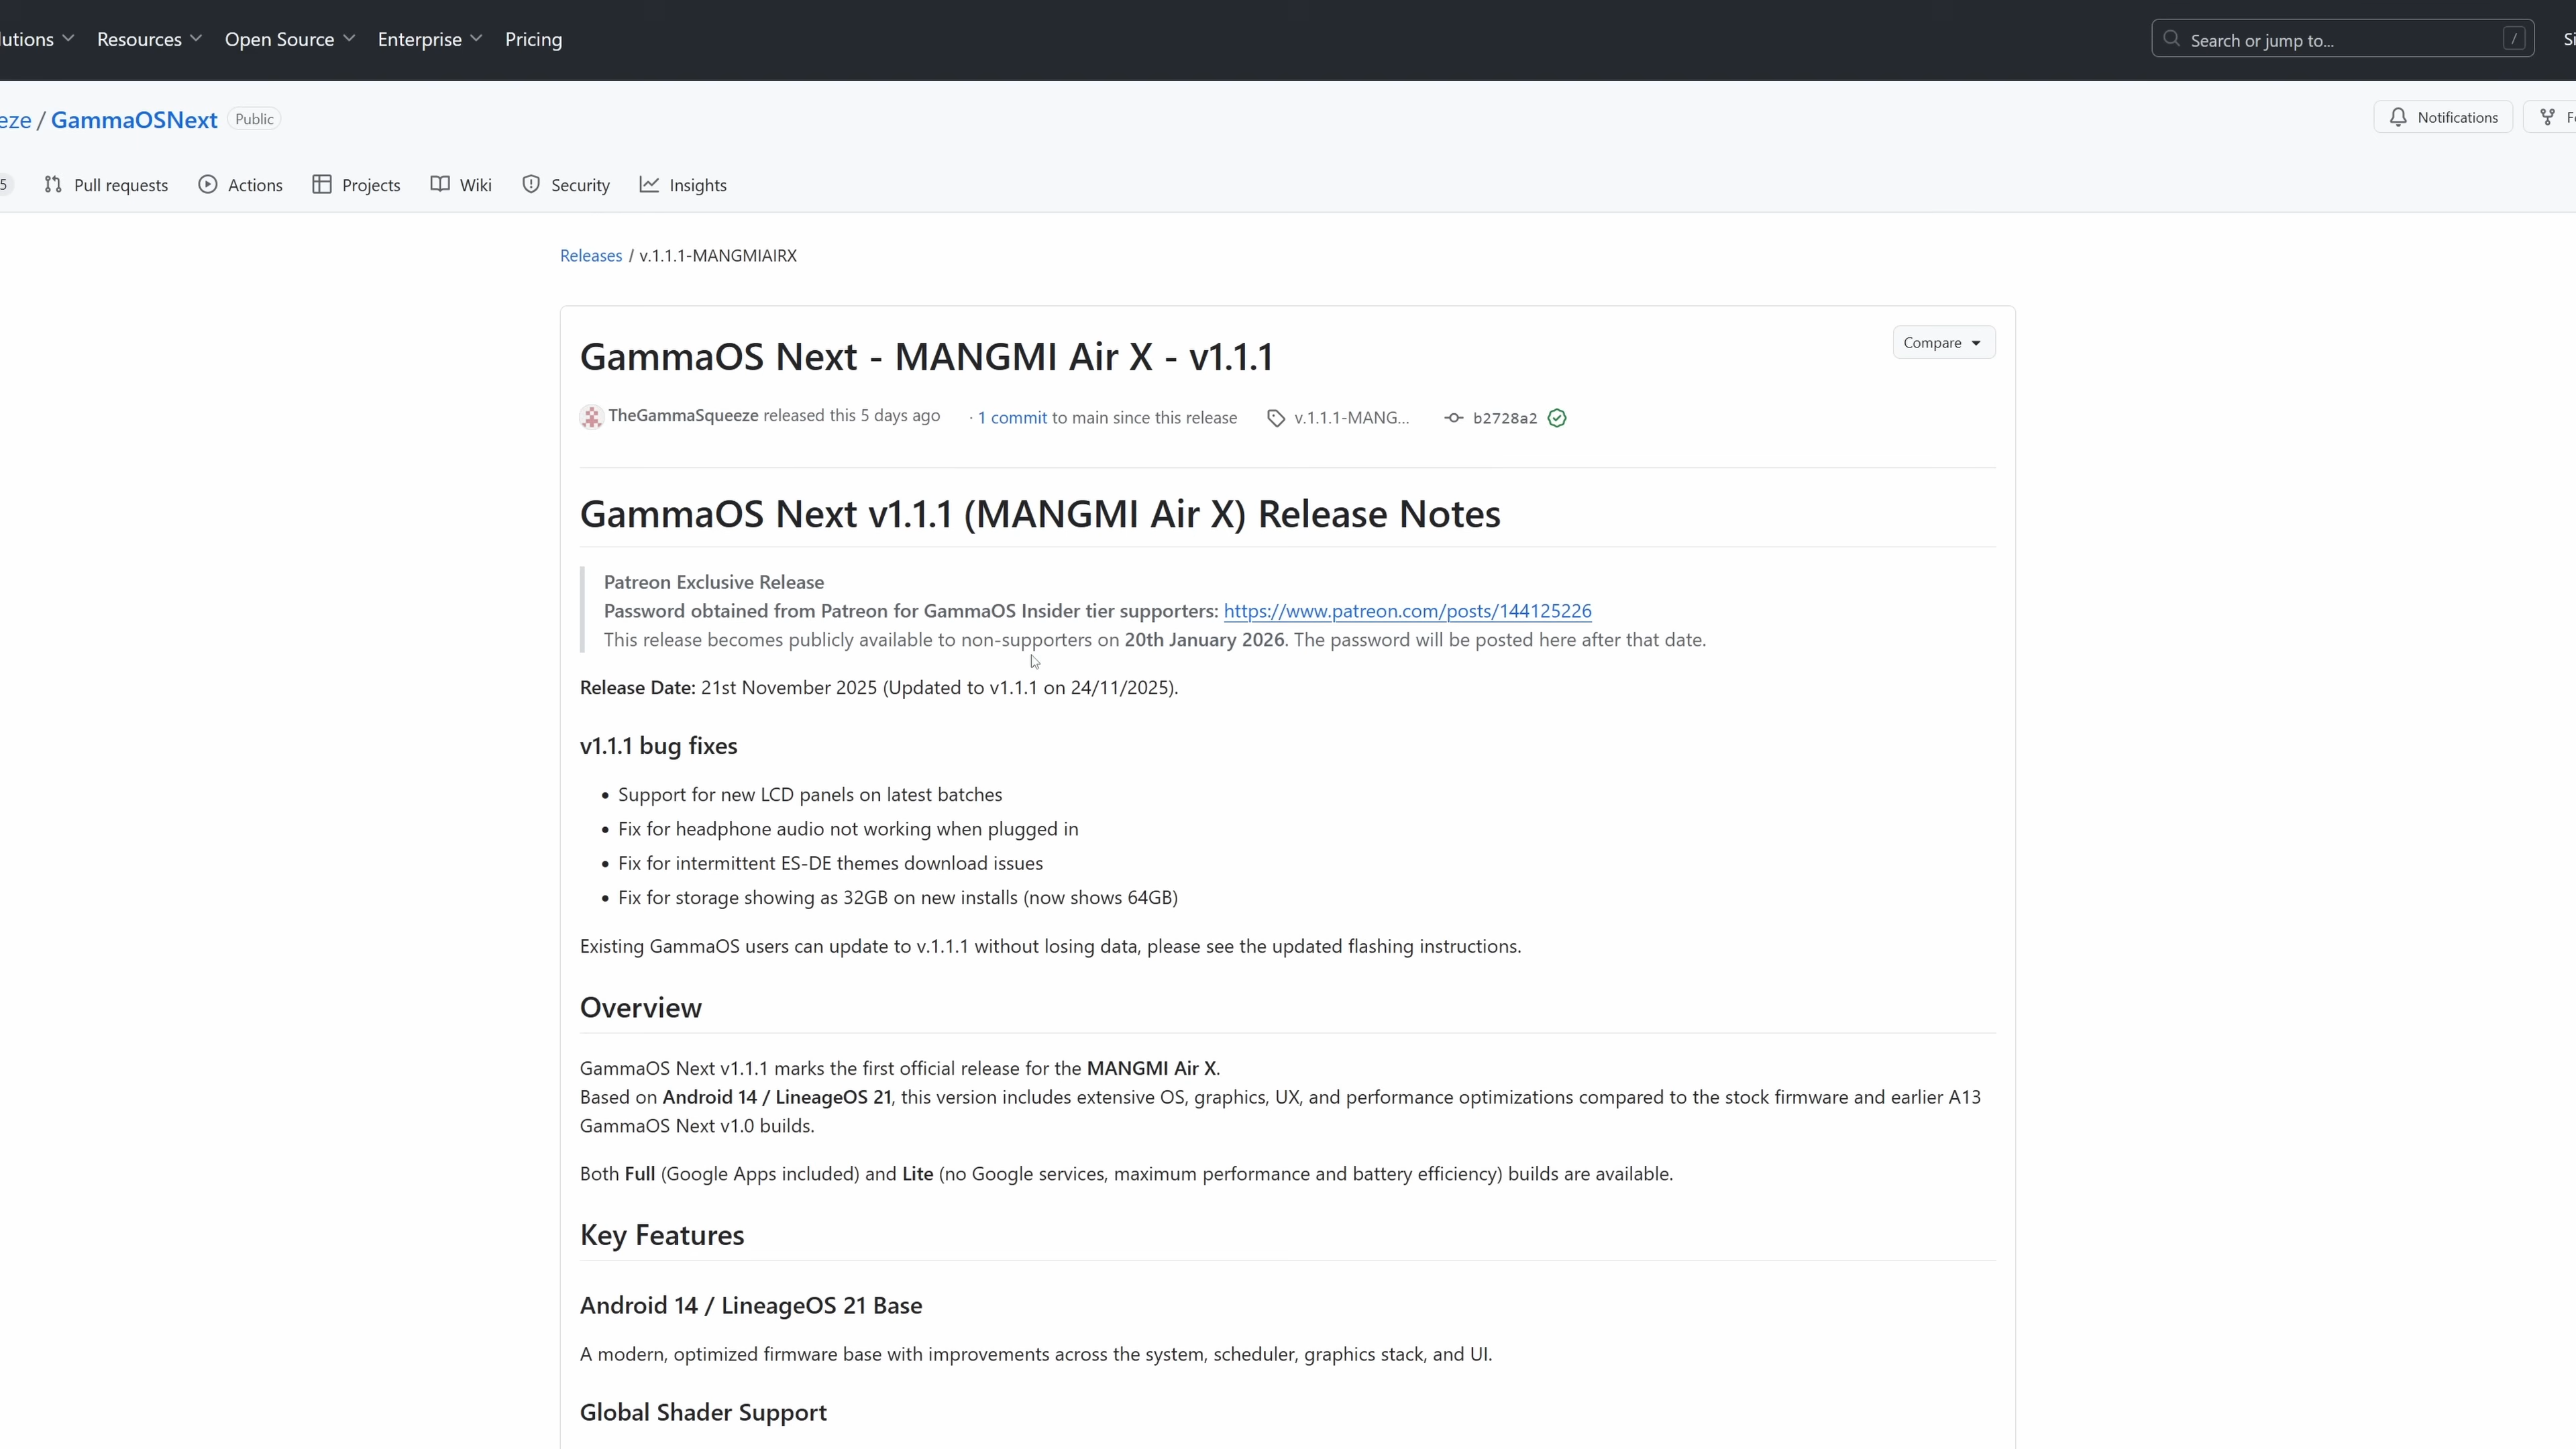 Resources
Open Source
Enterprise
Pricing
Search or jump to...
/
/ GammaOSNext
Public
Notifications
5
Pull requests
Actions
Projects
Wiki
Security
Insights
Releases / v.1.1.1-MANGMIAIRX
GammaOS Next - MANGMI Air X - v1.1.1
Compare
TheGammaSqueeze released this 5 days ago · 1 commit to main since this release v.1.1.1-MANG... b2728a2
GammaOS Next v1.1.1 (MANGMI Air X) Release Notes
Patreon Exclusive Release
Password obtained from Patreon for GammaOS Insider tier supporters: https://www.patreon.com/posts/144125226
This release becomes publicly available to non-supporters on 20th January 2026. The password will be posted here after that date.
Release Date: 21st November 2025 (Updated to v1.1.1 on 24/11/2025).
v1.1.1 bug fixes
• Support for new LCD panels on latest batches
• Fix for headphone audio not working when plugged in
• Fix for intermittent ES-DE themes download issues
• Fix for storage showing as 32GB on new installs (now shows 64GB)
Existing GammaOS users can update to v.1.1.1 without losing data, please see the updated flashing instructions.
Overview
GammaOS Next v1.1.1 marks the first official release for the MANGMI Air X.
Based on Android 14 / LineageOS 21, this version includes extensive OS, graphics, UX, and performance optimizations compared to the stock firmware and earlier A13
GammaOS Next v1.0 builds.
Both Full (Google Apps included) and Lite (no Google services, maximum performance and battery efficiency) builds are available.
Key Features
Android 14 / LineageOS 21 Base
A modern, optimized firmware base with improvements across the system, scheduler, graphics stack, and UI.
Global Shader Support